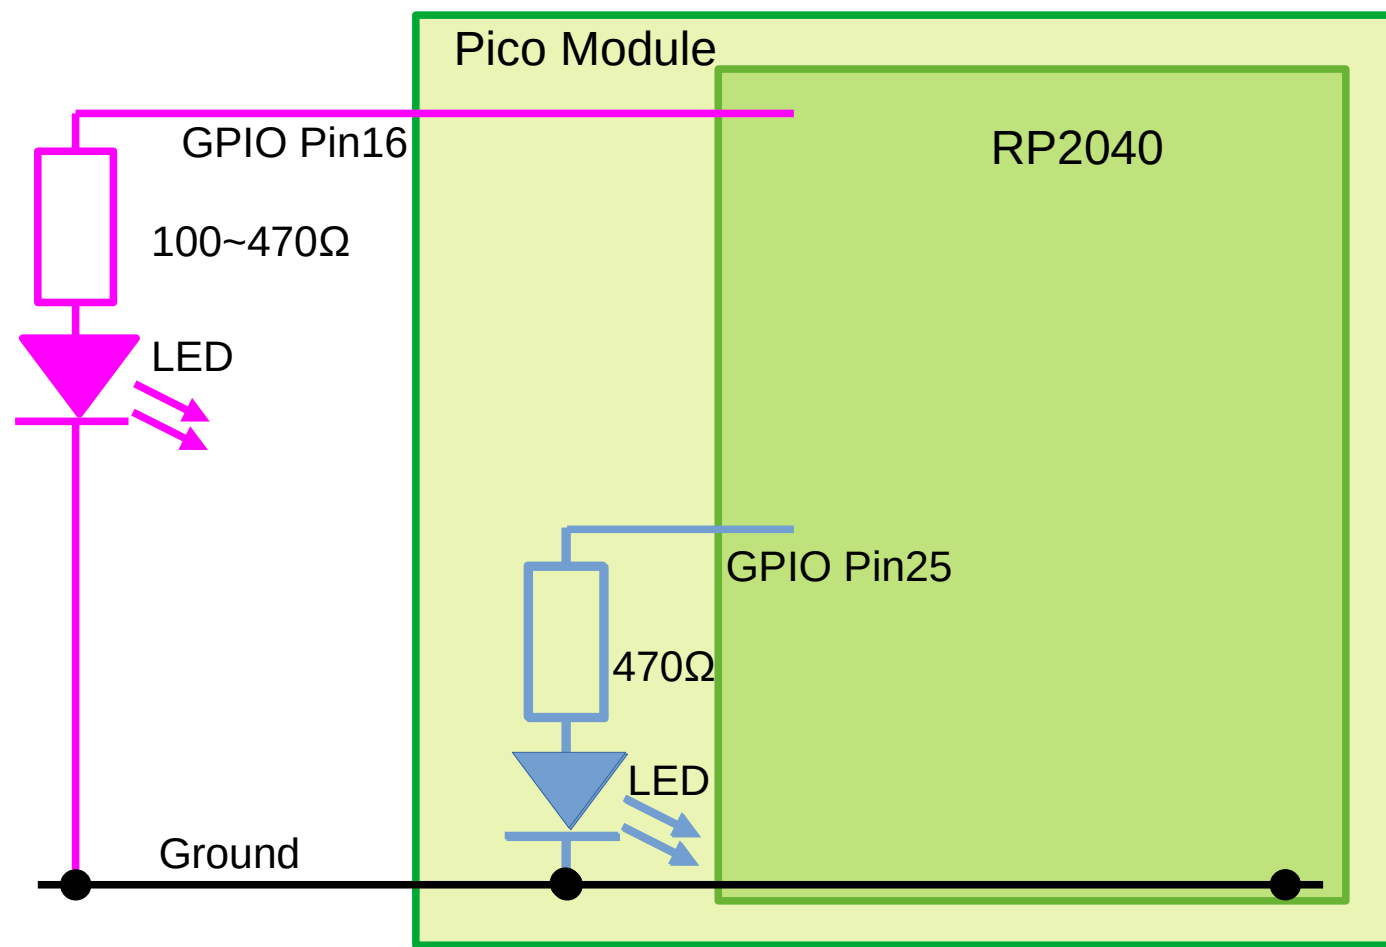 Pico Module
GPIO Pin16
RP2040
100~470Ω
LED
GPIO Pin25
470Ω
LED
Ground